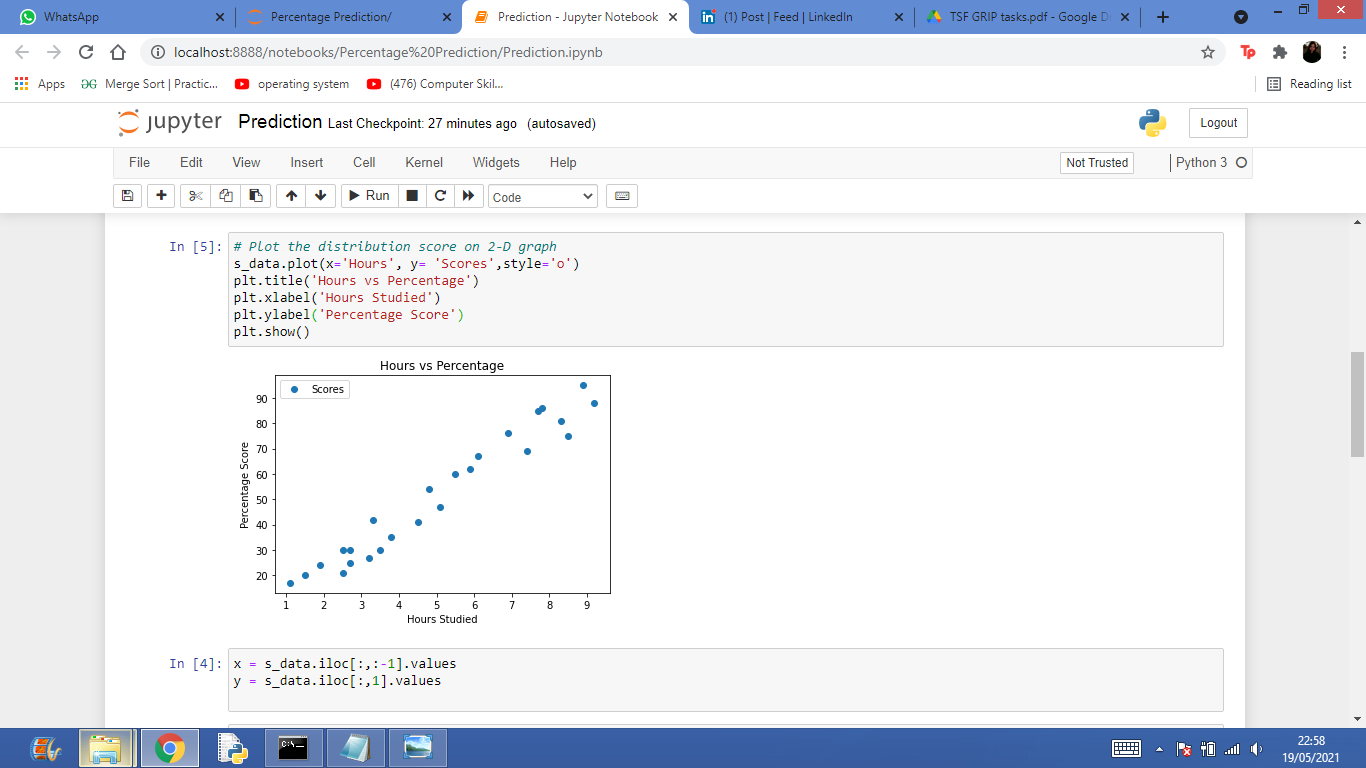 WhatsApp
Percentage Prediction/
Prediction - Jupyter Notebook
(1) Post | Feed | LinkedIn
TSF GRIP tasks.pdf - Google D
localhost:8888/notebooks/Percentage%20Prediction/Prediction.ipynb
Apps
Merge Sort | Practic...
operating system
(476) Computer Skil...
Reading list
jupyter Prediction Last Checkpoint: 27 minutes ago (autosaved)
Logout
File Edit View Insert Cell Kernel Widgets Help
Not Trusted
Python 3
Run
Code
In [5]:
# Plot the distribution score on 2-D graph
s_data.plot(x='Hours', y= 'Scores',style='o')
plt.title('Hours vs Percentage')
plt.xlabel('Hours Studied')
plt.ylabel('Percentage Score')
plt.show()
Hours vs Percentage
Scores
90
80
70
60
50
40
30
20
Percentage Score
1 2 3 4 5 6 7 8 9
Hours Studied
In [4]:
x = s_data.iloc[:,:-1].values
y = s_data.iloc[:,1].values
22:58
19/05/2021